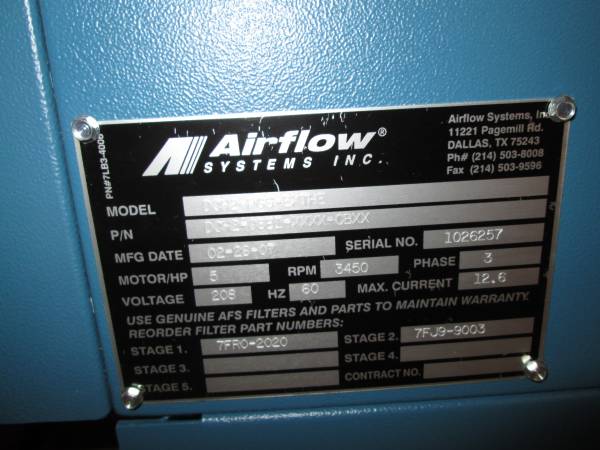 PN#7LB3-4006
Airflow®
SYSTEMS INC.
Airflow Systems, In
11221 Pagemill Rd.
DALLAS, TX 75243
Ph# (214) 503-8008
Fax (214) 503-9596
MODEL
P/N
MFG DATE 02-26-07 SERIAL NO. 1026257
MOTOR/HP 5 RPM 3450 PHASE 3
VOLTAGE 208 HZ 60 MAX. CURRENT 12.6
USE GENUINE AFS FILTERS AND PARTS TO MAINTAIN WARRANTY.
REORDER FILTER PART NUMBERS:
STAGE 1. 7FR0-2020 STAGE 2. 7FJ9-9003
STAGE 3. STAGE 4.
STAGE 5. CONTRACT NO.